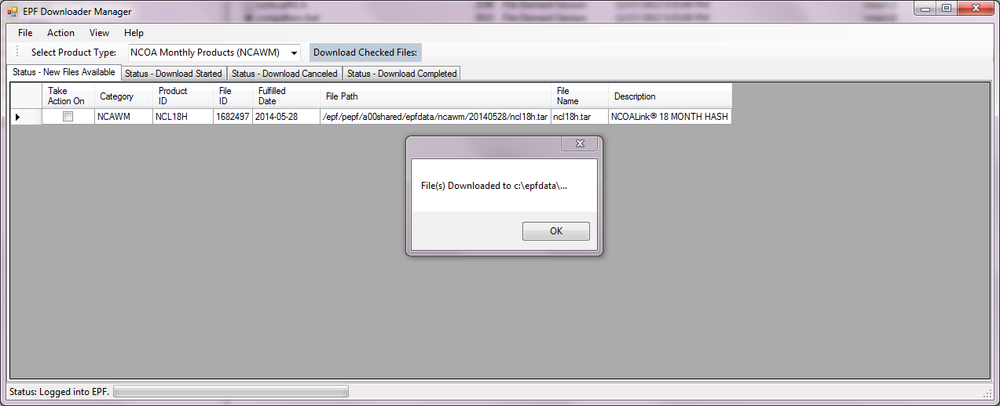 EPF Downloader Manager
File Action View Help
Select Product Type: NCOA Monthly Products (NCAWM) Download Checked Files:
Status - New Files Available Status - Download Started Status - Download Canceled Status - Download Completed
Take Action On Category Product ID File ID Fulfilled Date File Path File Name Description
NCAWM NCL18H 1682497 2014-05-28 /epf/pepf/a00shared/epfdata/ncawm/20140528/ncl18h.tar ncl18h.tar NCOALink® 18 MONTH HASH
File(s) Downloaded to c:\epfdata\...
OK
Status: Logged into EPF.